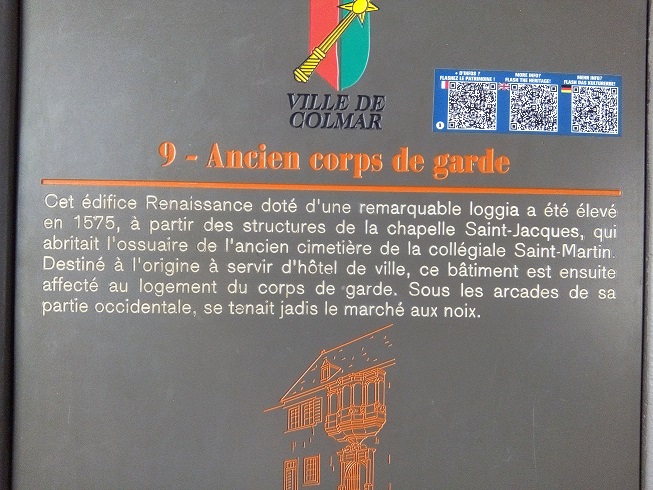 VILLE DE
COLMAR
+ D'INFOS ?
FLASHEZ LE PATRIMOINE !
MORE INFO?
FLASH THE HERITAGE!
MEHR INFO?
FLASH DAS KULTURERBE!
9 - Ancien corps de garde
Cet édifice Renaissance doté d'une remarquable loggia a été élevé
en 1575, à partir des structures de la chapelle Saint-Jacques, qui
abritait l'ossuaire de l'ancien cimetière de la collégiale Saint-Martin.
Destiné à l'origine à servir d'hôtel de ville, ce bâtiment est ensuite
affecté au logement du corps de garde. Sous les arcades de sa
partie occidentale, se tenait jadis le marché aux noix.